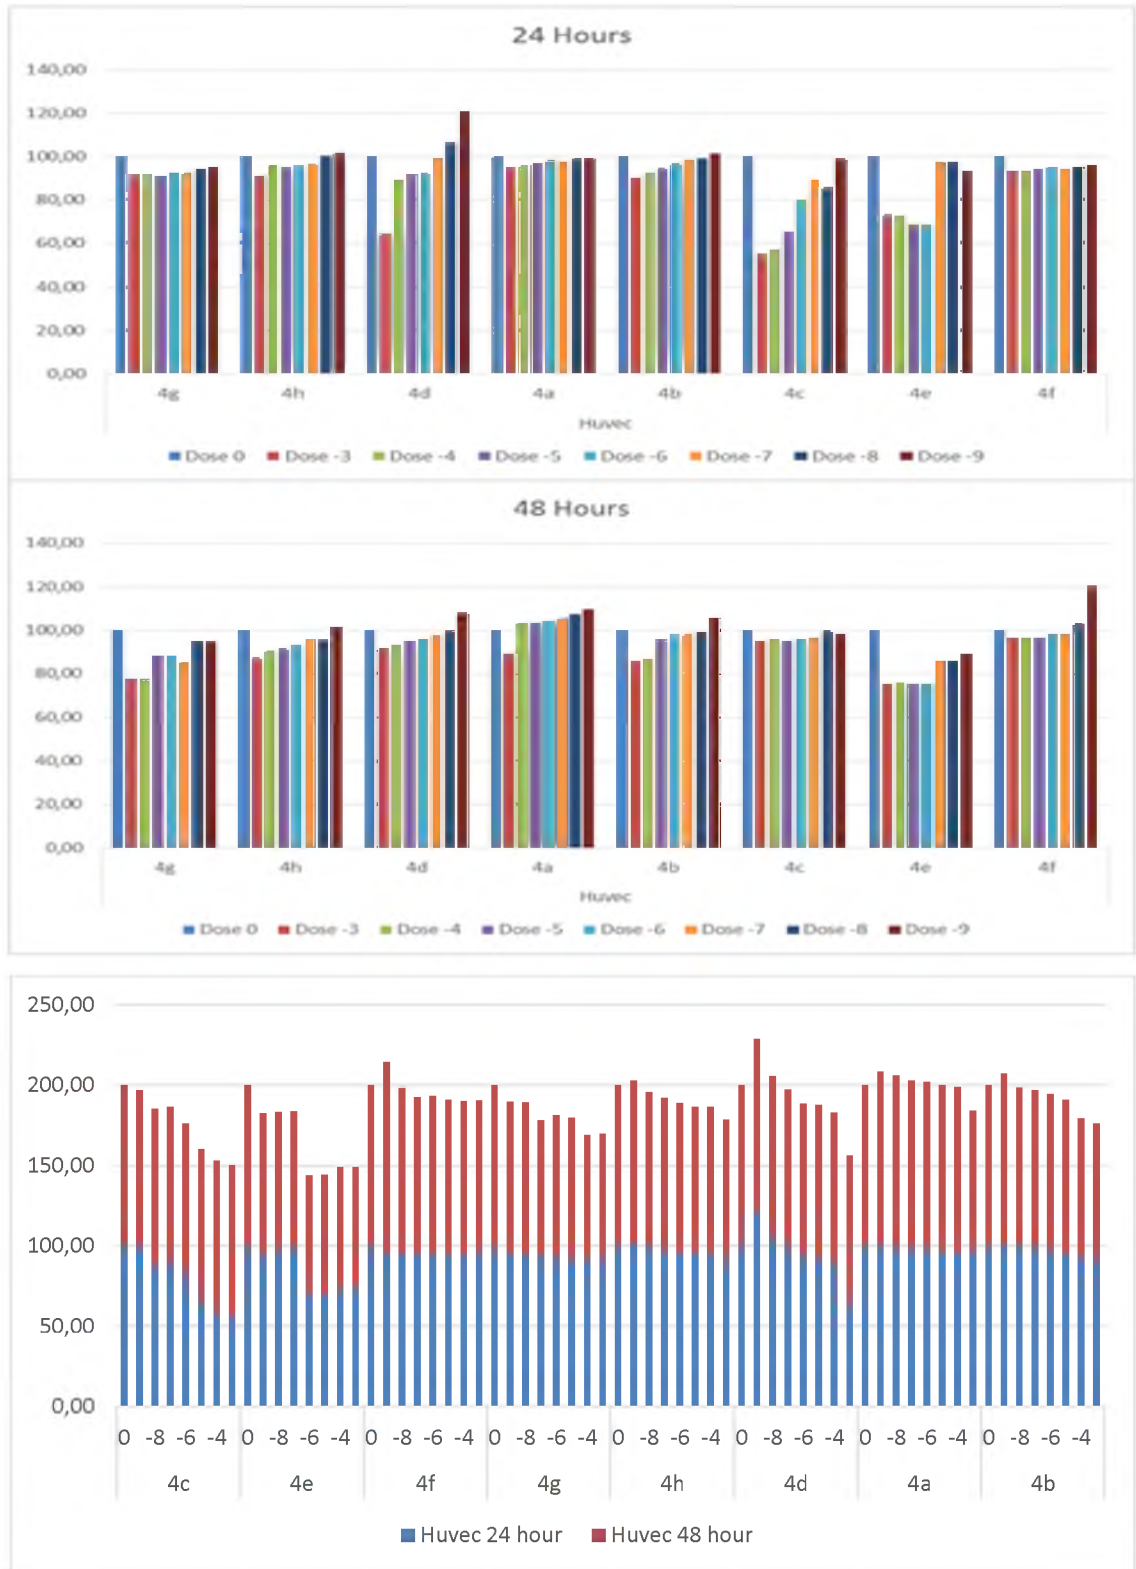 24 Hours
140,00
120,00
100,00
80,00
60,00
40,00
20,00
0,00
4g 4h 4d 4a 4b 4c 4e 4f
Huvec
Dose 0 Dose -3 Dose -4 Dose -5 Dose -6 Dose -7 Dose -8 Dose -9
48 Hours
140,00
120,00
100,00
80,00
60,00
40,00
20,00
0,00
4g 4h 4d 4a 4b 4c 4e 4f
Huvec
Dose 0 Dose -3 Dose -4 Dose -5 Dose -6 Dose -7 Dose -8 Dose -9
250,00
200,00
150,00
100,00
50,00
0,00
0 -8 -6 -4 0 -8 -6 -4 0 -8 -6 -4 0 -8 -6 -4 0 -8 -6 -4 0 -8 -6 -4 0 -8 -6 -4 0 -8 -6 -4
4c 4e 4f 4g 4h 4d 4a 4b
Huvec 24 hour Huvec 48 hour